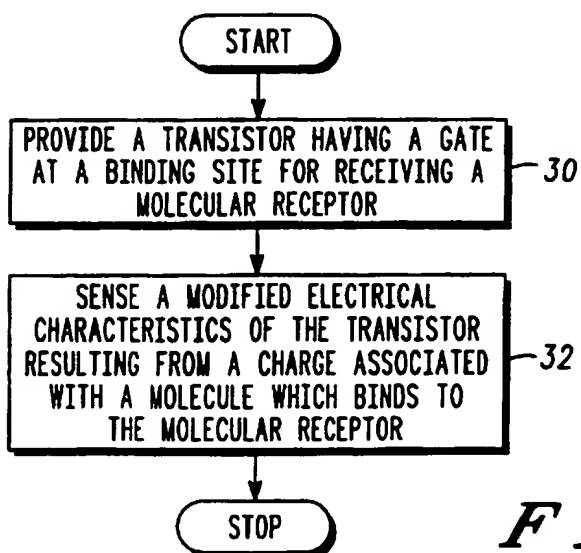 START
PROVIDE A TRANSISTOR HAVING A GATE
AT A BINDING SITE FOR RECEIVING A
MOLECULAR RECEPTOR
30
SENSE A MODIFIED ELECTRICAL
CHARACTERISTICS OF THE TRANSISTOR
RESULTING FROM A CHARGE ASSOCIATED
WITH A MOLECULE WHICH BINDS TO
THE MOLECULAR RECEPTOR
32
STOP
F